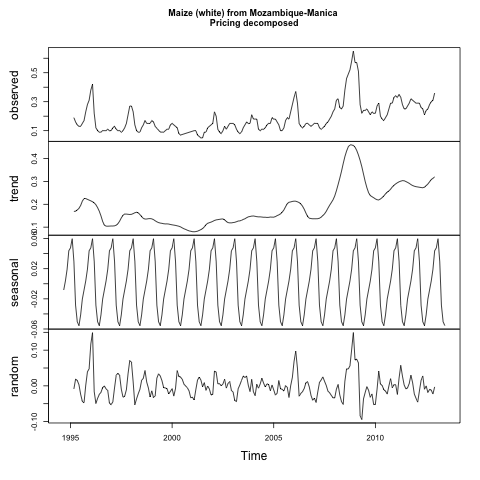 Maize (white) from Mozambique-Manica
Pricing decomposed
observed
0.1 0.3 0.5
trend
0.1 0.2 0.3 0.4
seasonal
-0.06 -0.02 0.02 0.06
random
-0.10 0.00 0.10
1995 2000 2005 2010
Time